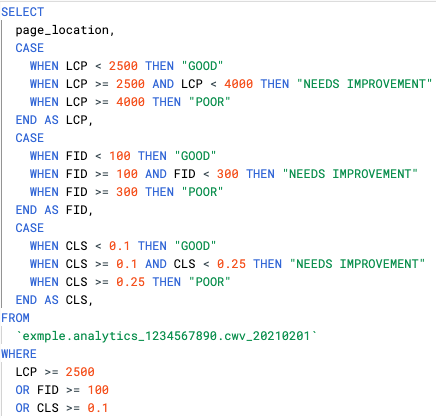 SELECT
page_location,
CASE
WHEN LCP < 2500 THEN "GOOD"
WHEN LCP >= 2500 AND LCP < 4000 THEN "NEEDS IMPROVEMENT"
WHEN LCP >= 4000 THEN "POOR"
END AS LCP,
CASE
WHEN FID < 100 THEN "GOOD"
WHEN FID >= 100 AND FID < 300 THEN "NEEDS IMPROVEMENT"
WHEN FID >= 300 THEN "POOR"
END AS FID,
CASE
WHEN CLS < 0.1 THEN "GOOD"
WHEN CLS >= 0.1 AND CLS < 0.25 THEN "NEEDS IMPROVEMENT"
WHEN CLS >= 0.25 THEN "POOR"
END AS CLS,
FROM
`exmple.analytics_1234567890.cwv_20210201`
WHERE
LCP >= 2500
OR FID >= 100
OR CLS >= 0.1